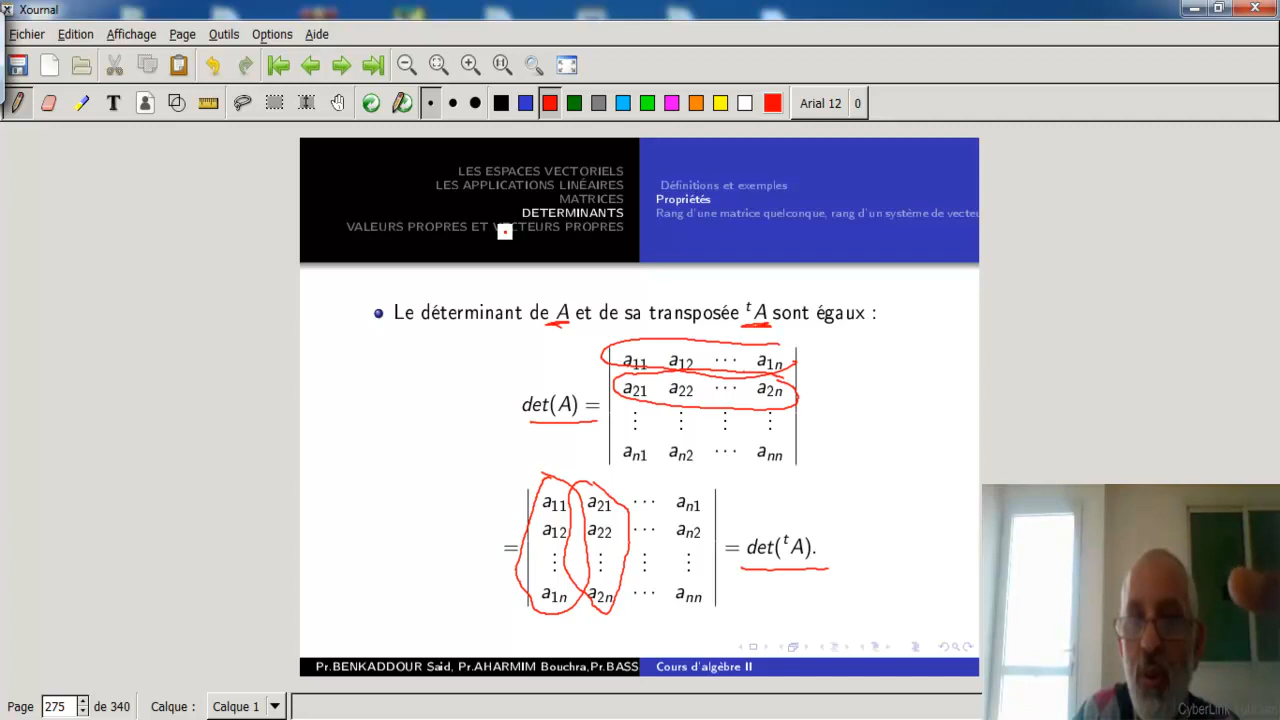 Xournal
Fichier Edition Affichage Page Outils Options Aide
T Arial 12 0
LES ESPACES VECTORIELS
LES APPLICATIONS LINÉAIRES
MATRICES
DETERMINANTS
VALEURS PROPRES ET VECTEURS PROPRES
Définitions et exemples
Propriétés
Rang d'une matrice quelconque, rang d'un système de vecteu
Le déterminant de A et de sa transposée ᵗA sont égaux :
a11 a12 ··· a1n
a21 a22 ··· a2n
det(A) =
⋮ ⋮ ⋮ ⋮
an1 an2 ··· ann
a11 a21 ··· an1
a12 a22 ··· an2
= ⋮ ⋮ ⋮ ⋮ = det(ᵗA).
a1n a2n ··· ann
Pr.BENKADDOUR Said, Pr.AHARMIM Bouchra,Pr.BASS Cours d'algèbre II
Page 275 de 340 Calque : Calque 1
CyberLink